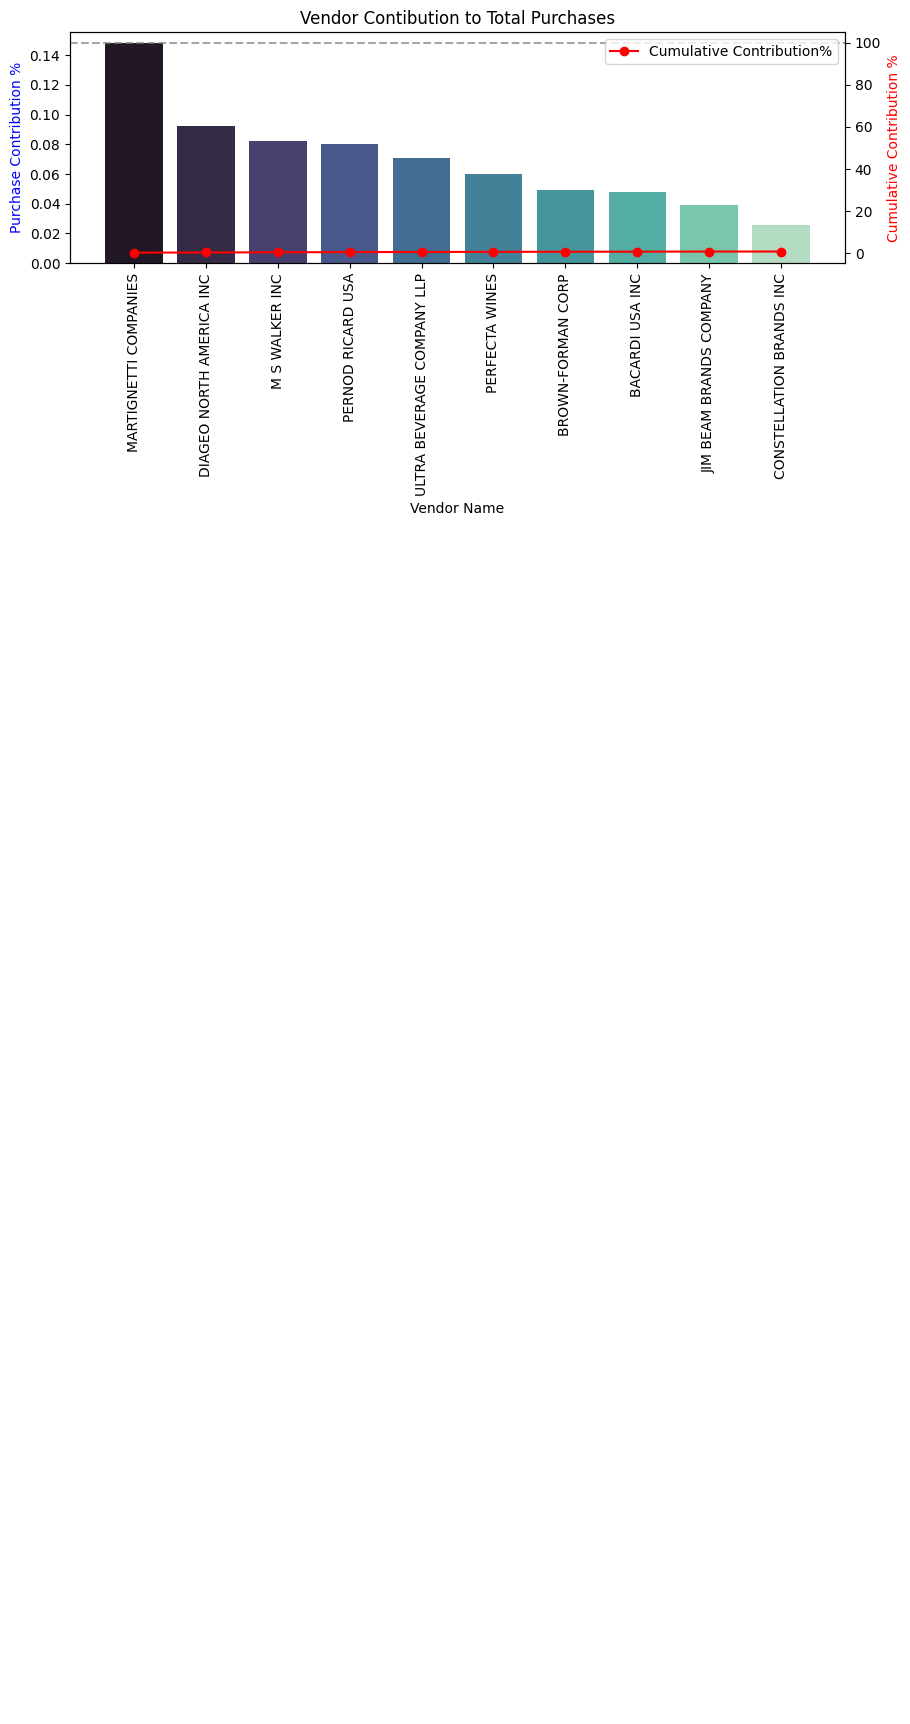 Vendor Contibution to Total Purchases
Purchase Contribution %
0.14
0.12
0.10
0.08
0.06
0.04
0.02
0.00
Cumulative Contribution%
100
80
60
40
20
0
Cumulative Contribution %
MARTIGNETTI COMPANIES
DIAGEO NORTH AMERICA INC
M S WALKER INC
PERNOD RICARD USA
ULTRA BEVERAGE COMPANY LLP
PERFECTA WINES
BROWN-FORMAN CORP
BACARDI USA INC
JIM BEAM BRANDS COMPANY
CONSTELLATION BRANDS INC
Vendor Name